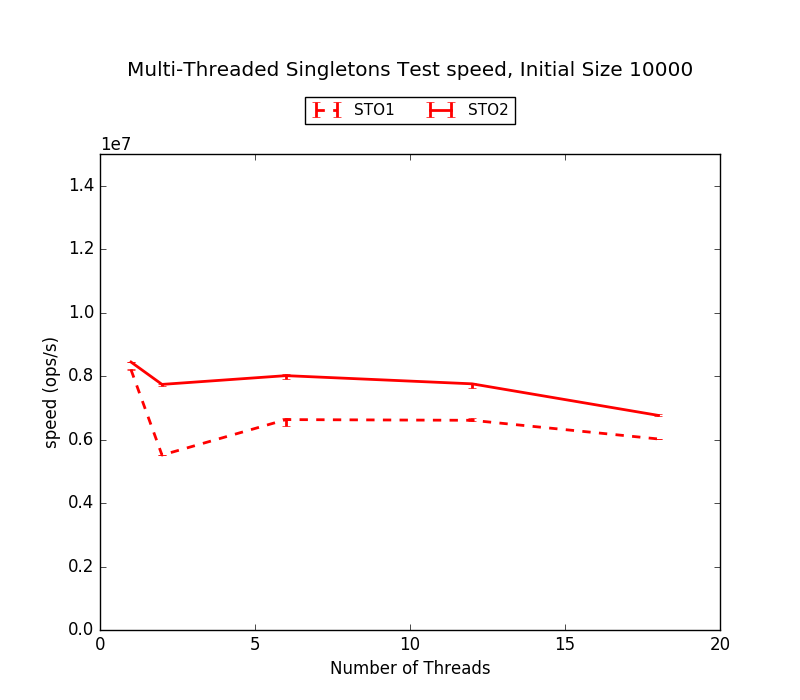 Multi-Threaded Singletons Test speed, Initial Size 10000
STO1 STO2
1e7
1.4
1.2
1.0
0.8
0.6
0.4
0.2
0.0
speed (ops/s)
0 5 10 15 20
Number of Threads